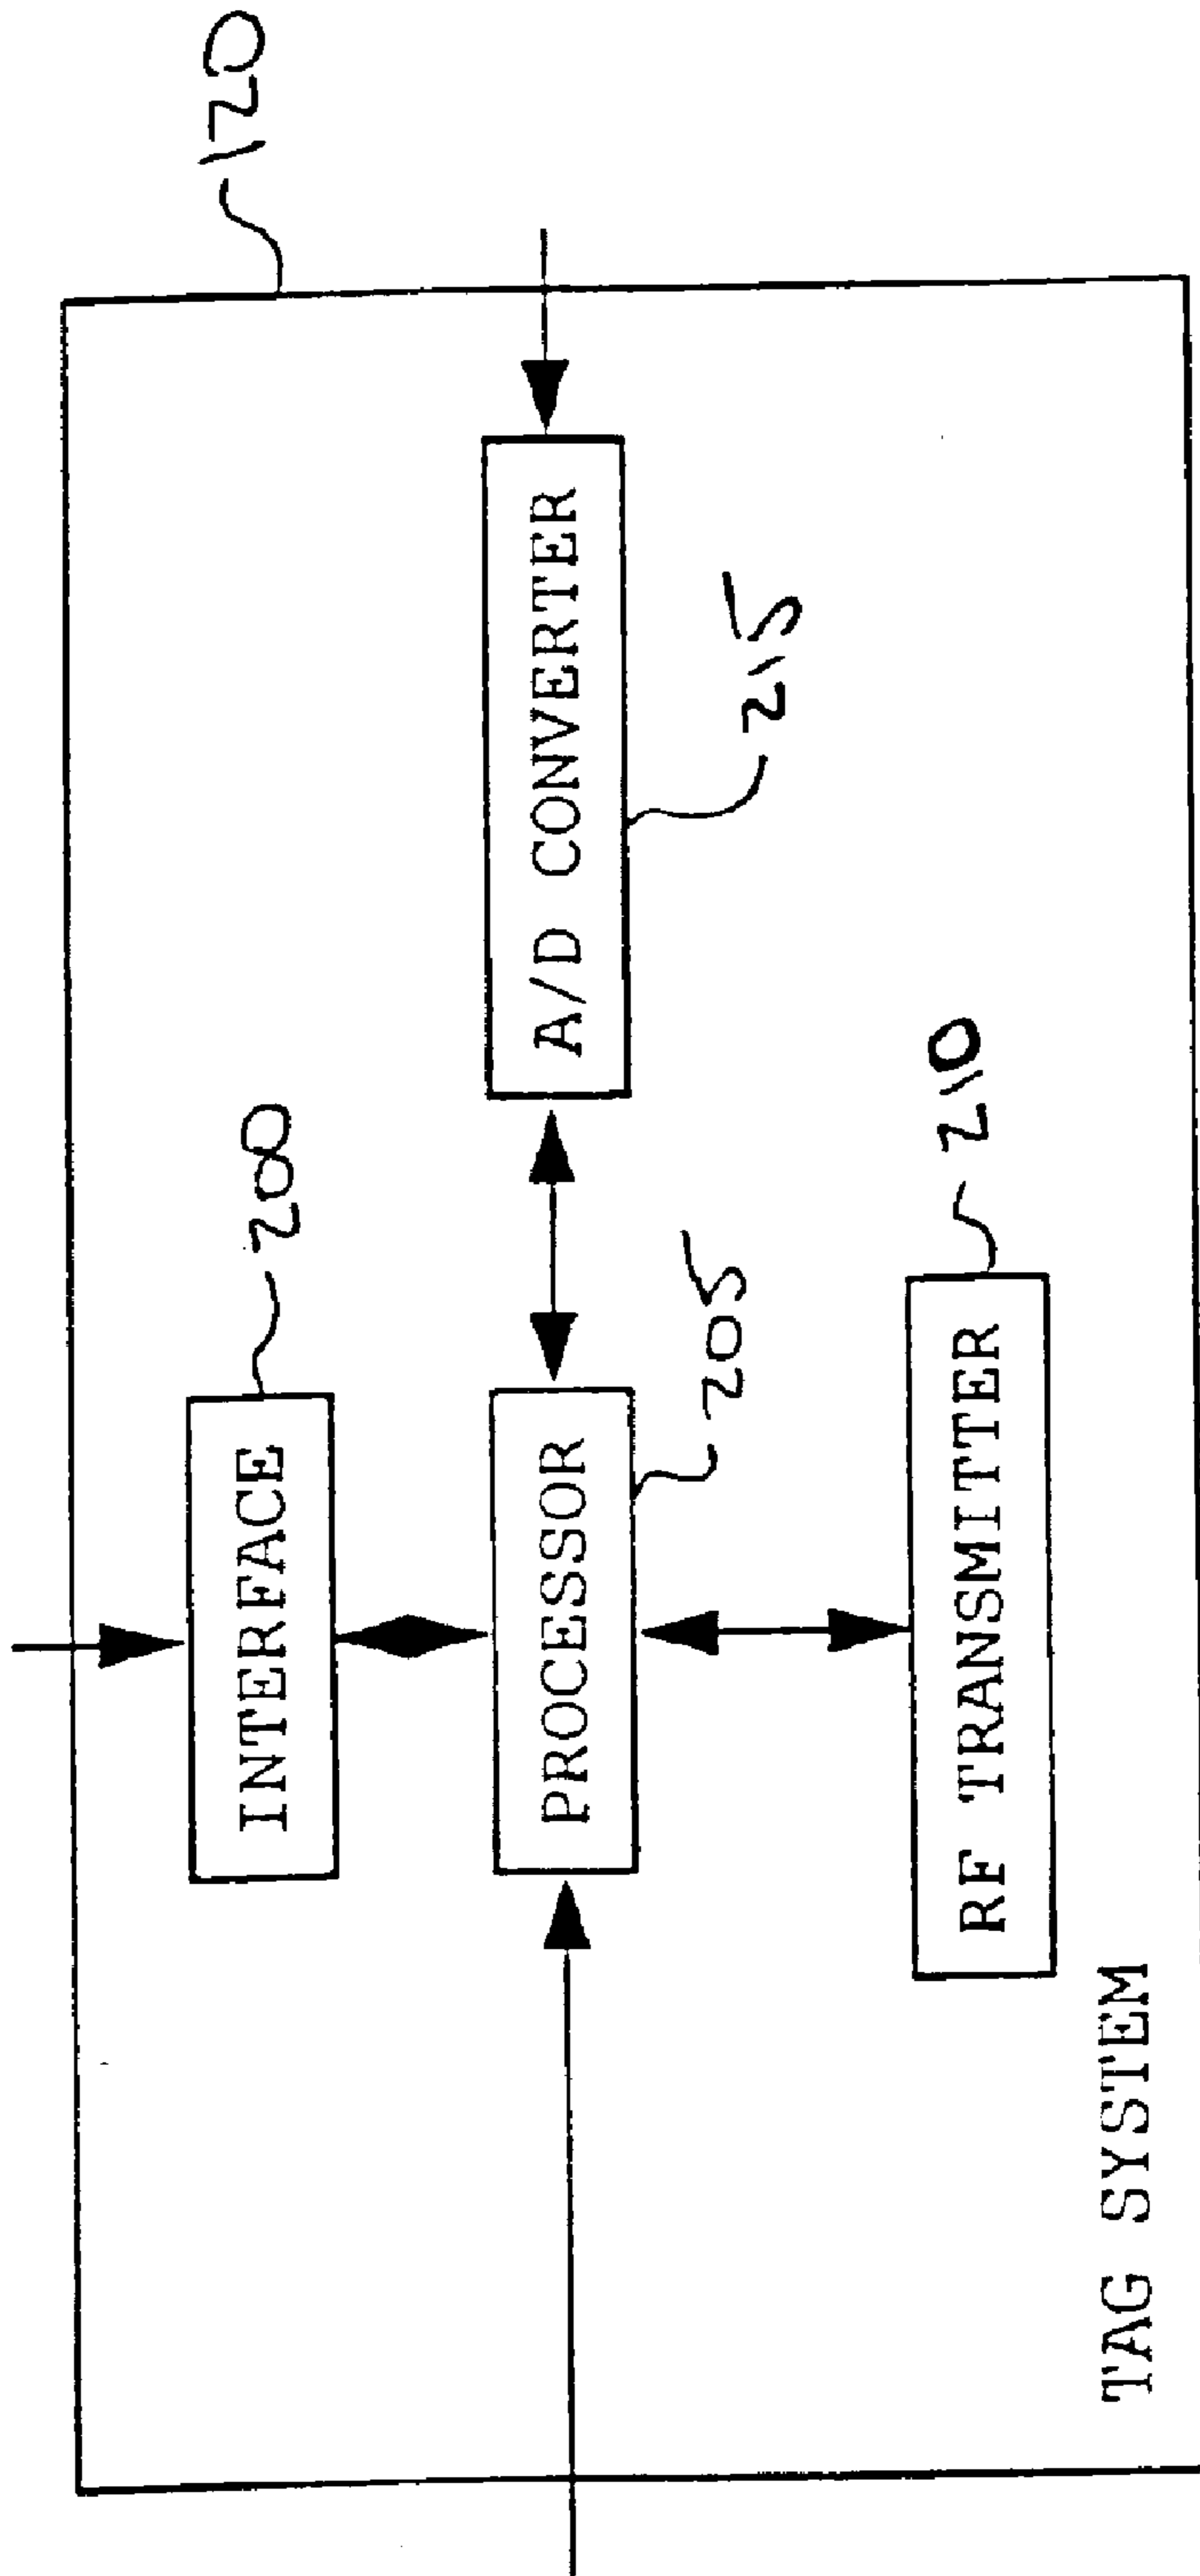 120
INTERFACE
200
PROCESSOR
205
A/D CONVERTER
215
RF TRANSMITTER
210
TAG SYSTEM